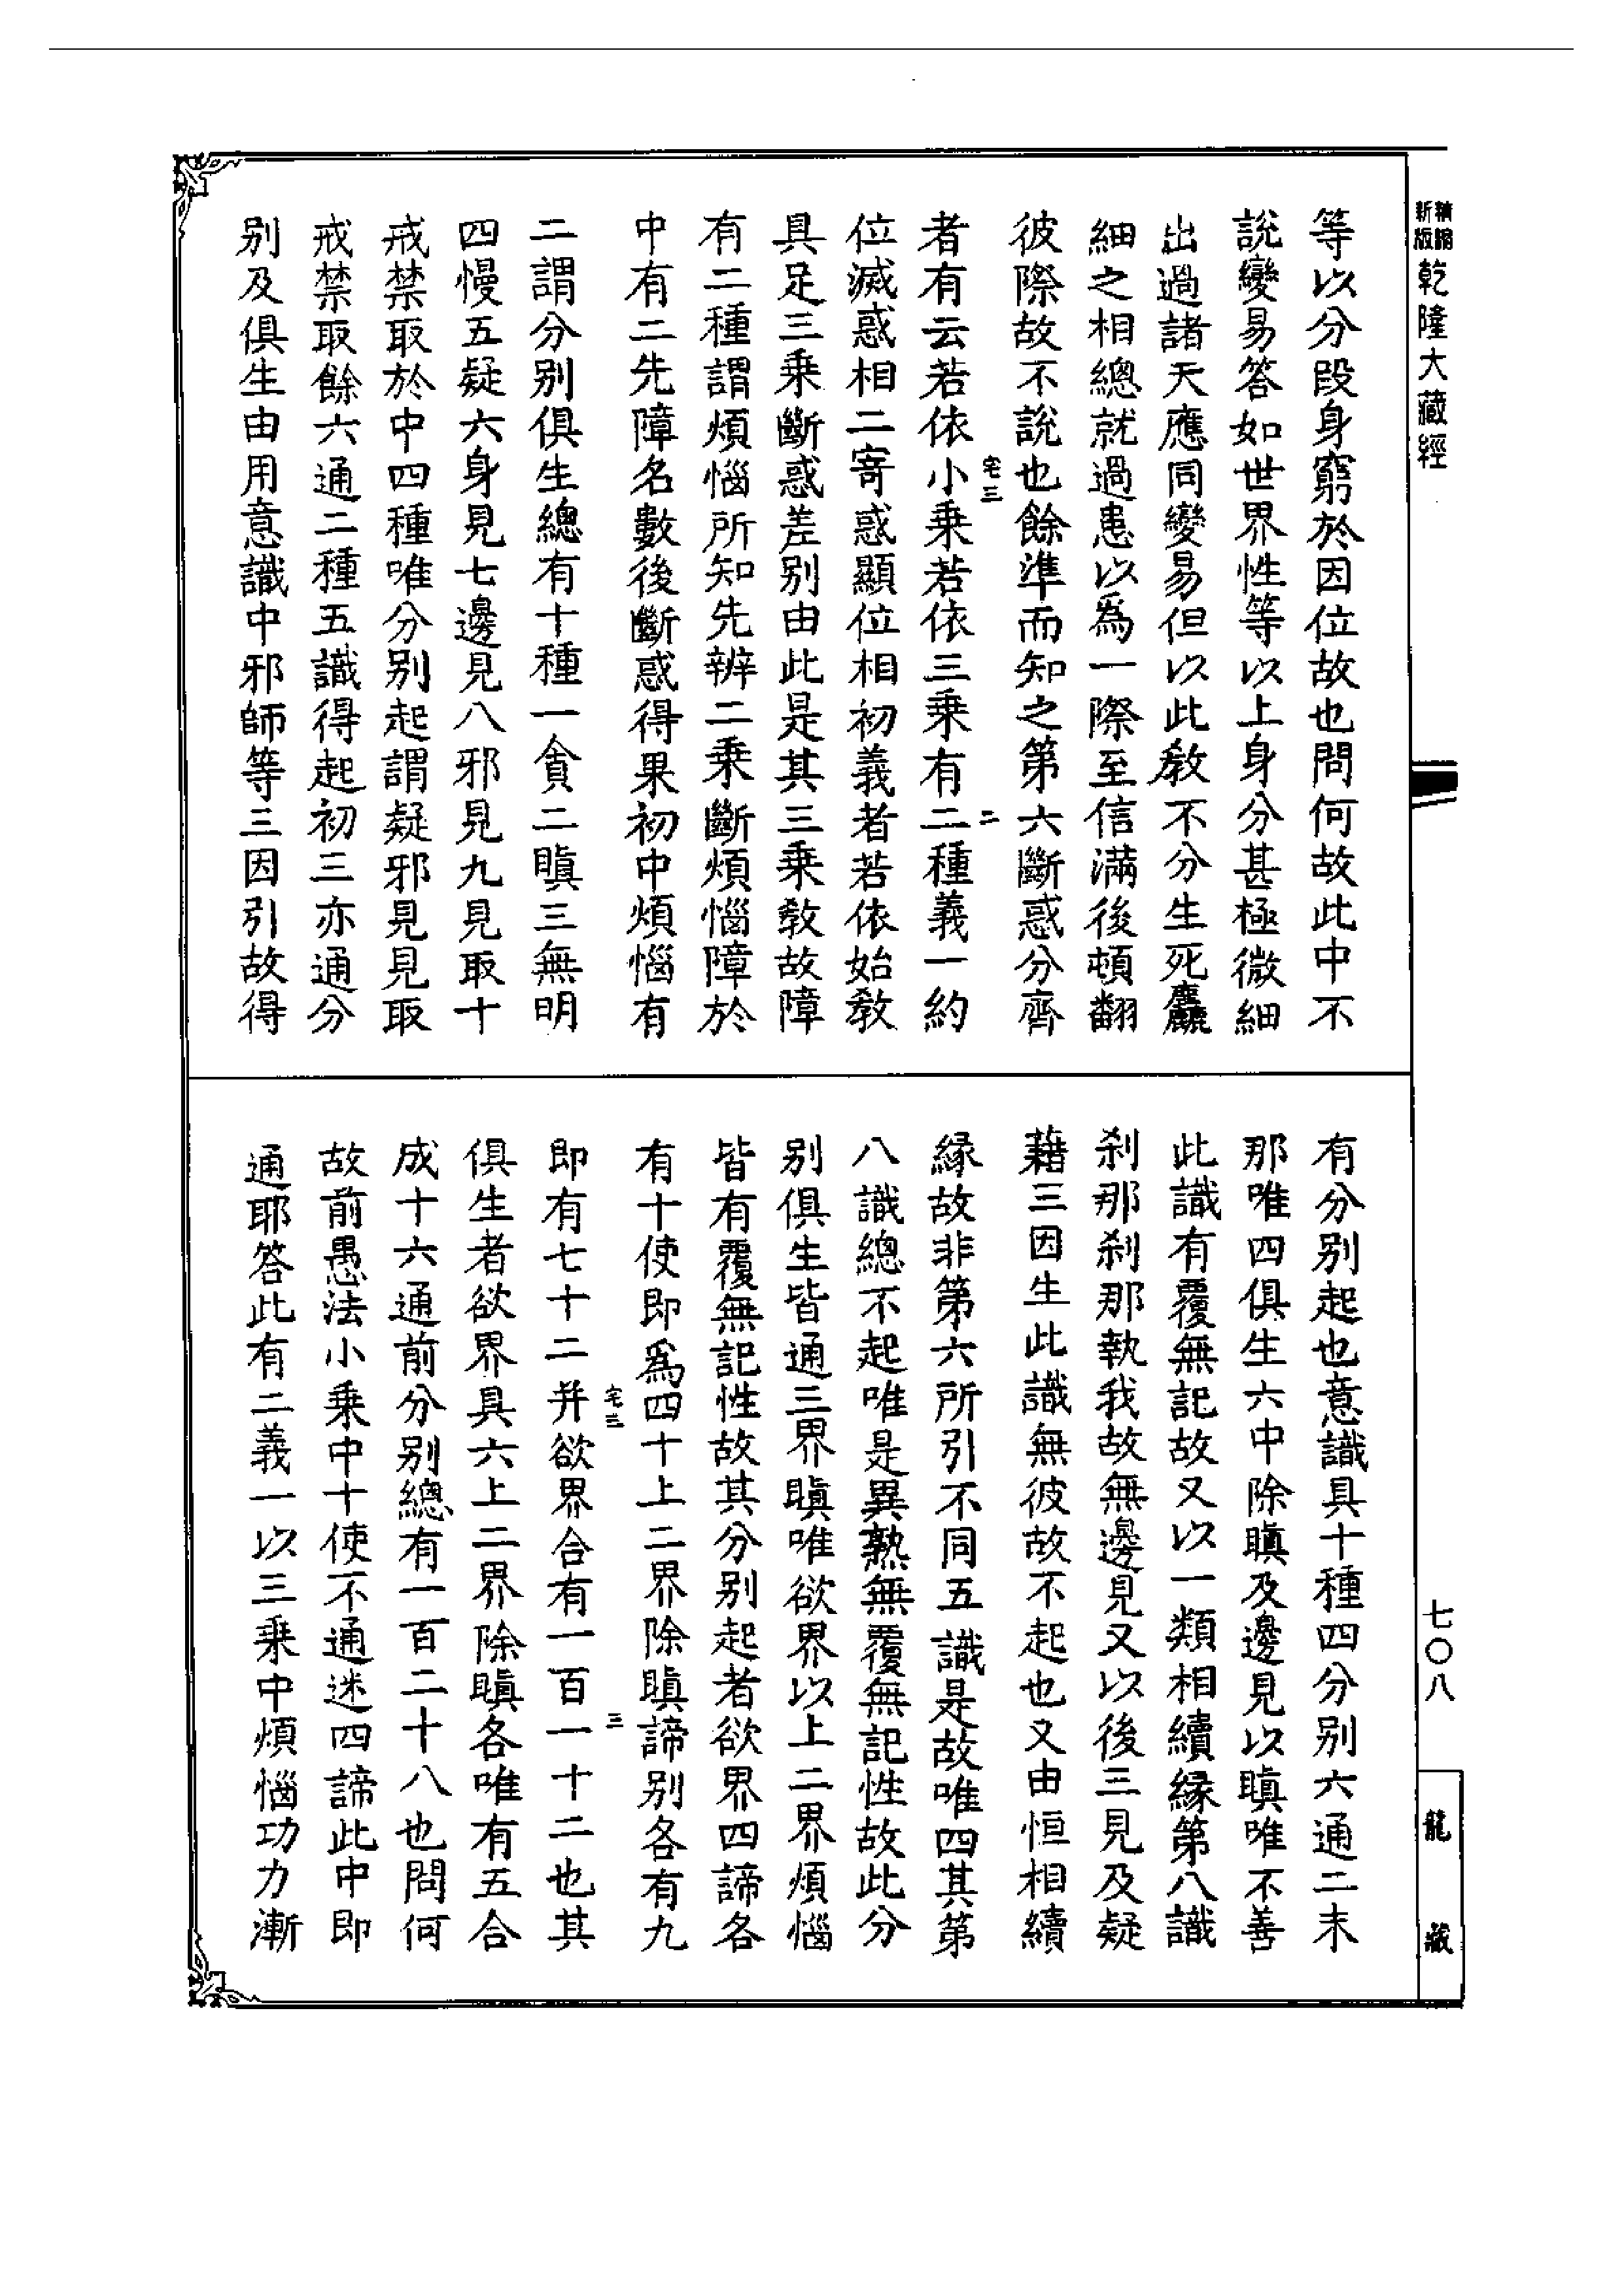 精縮新版乾隆大藏經
等以分段身窮於因位故也問何故此中不
說變易答如世界性等以上身分甚極微細
出過諸天應同變易但以此教不分生死麤
細之相總就過患以爲一際至信滿後頓翻
彼際故不說也餘準而知之第六斷惑分齊
宅三
二
者有云若依小乘若依三乘有二種義一約
位滅惑相二寄惑顯位相初義者若依始教
具足三乘斷惑差別由此是其三乘教故障
有二種謂煩惱所知先辨二乘斷煩惱障於
中有二先障名數後斷惑得果初中煩惱有
二謂分別俱生總有十種一貪二瞋三無明
四慢五疑六身見七邊見八邪見九見取十
戒禁取於中四種唯分別起謂疑邪見見取
戒禁取餘六通二種五識得起初三亦通分
別及俱生由用意識中邪師等三因引故得
有分別起也意識具十種四分別六通二末
那唯四俱生六中除瞋及邊見以瞋唯不善
此識有覆無記故又以一類相續緣第八識
刹那刹那執我故無邊見又以後三見及疑
藉三因生此識無彼故不起也又由恒相續
緣故非第六所引不同五識是故唯四其第
八識總不起唯是異熟無覆無記性故此分
別俱生皆通三界瞋唯欲界以上二界煩惱
皆有覆無記性故其分別起者欲界四諦各
有十使即爲四十上二界除瞋諦別各有九
宅三
三
即有七十二并欲界合有一百一十二也其
俱生者欲界具六上二界除瞋各唯有五合
成十六通前分別總有一百二十八也問何
故前愚法小乘中十使不通迷四諦此中即
通耶答此有二義一以三乘中煩惱功力漸
七〇八
龍藏